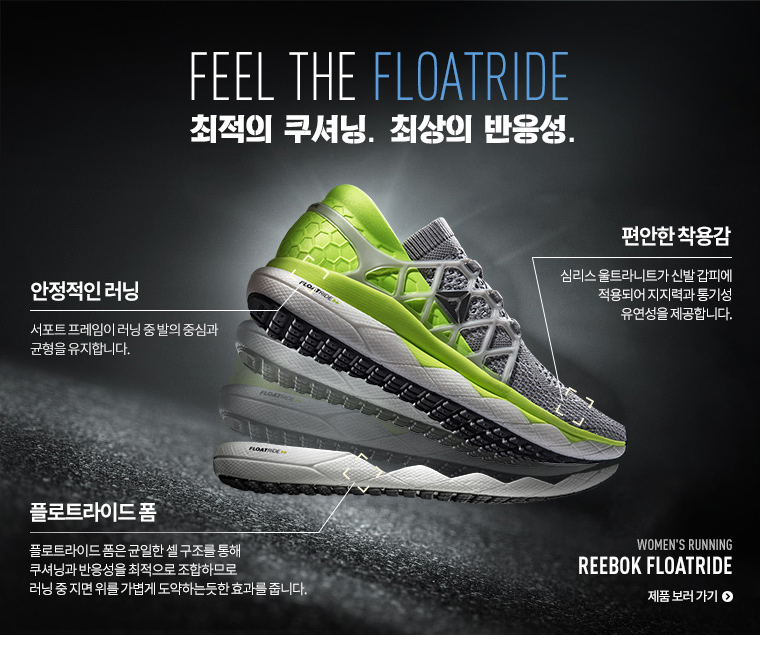 FEEL THE FLOATRIDE
최적의 쿠셔닝. 최상의 반응성.
편안한 착용감
심리스 울트라니트가 신발 갑피에
적용되어 지지력과 통기성
유연성을 제공합니다.
안정적인 러닝
서포트 프레임이 러닝 중 발의 중심과
균형을 유지합니다.
FLOATRIDE
FLOATRIDE
FLOATRIDE
플로트라이드 폼
플로트라이드 폼은 균일한 셀 구조를 통해
쿠셔닝과 반응성을 최적으로 조합하므로
러닝 중 지면 위를 가볍게 도약하는듯한 효과를 줍니다.
WOMEN'S RUNNING
REEBOK FLOATRIDE
제품 보러 가기